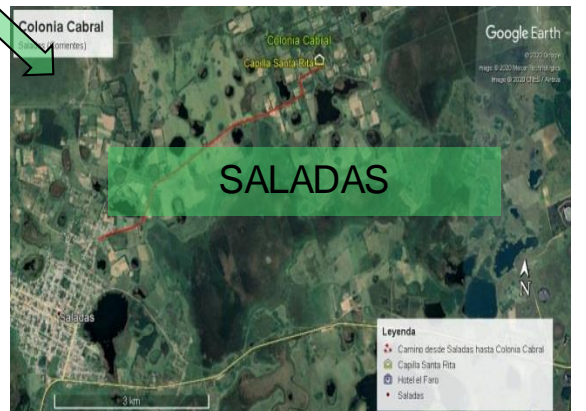 Colonia Cabral
Saladas (Corrientes)
Google Earth
Colonia Cabral
Capilla Santa Rita
SALADAS
N
Saladas
Leyenda
Camino desde Saladas hasta Colonia Cabral
Capilla Santa Rita
Hotel el Faro
Saladas
3 km